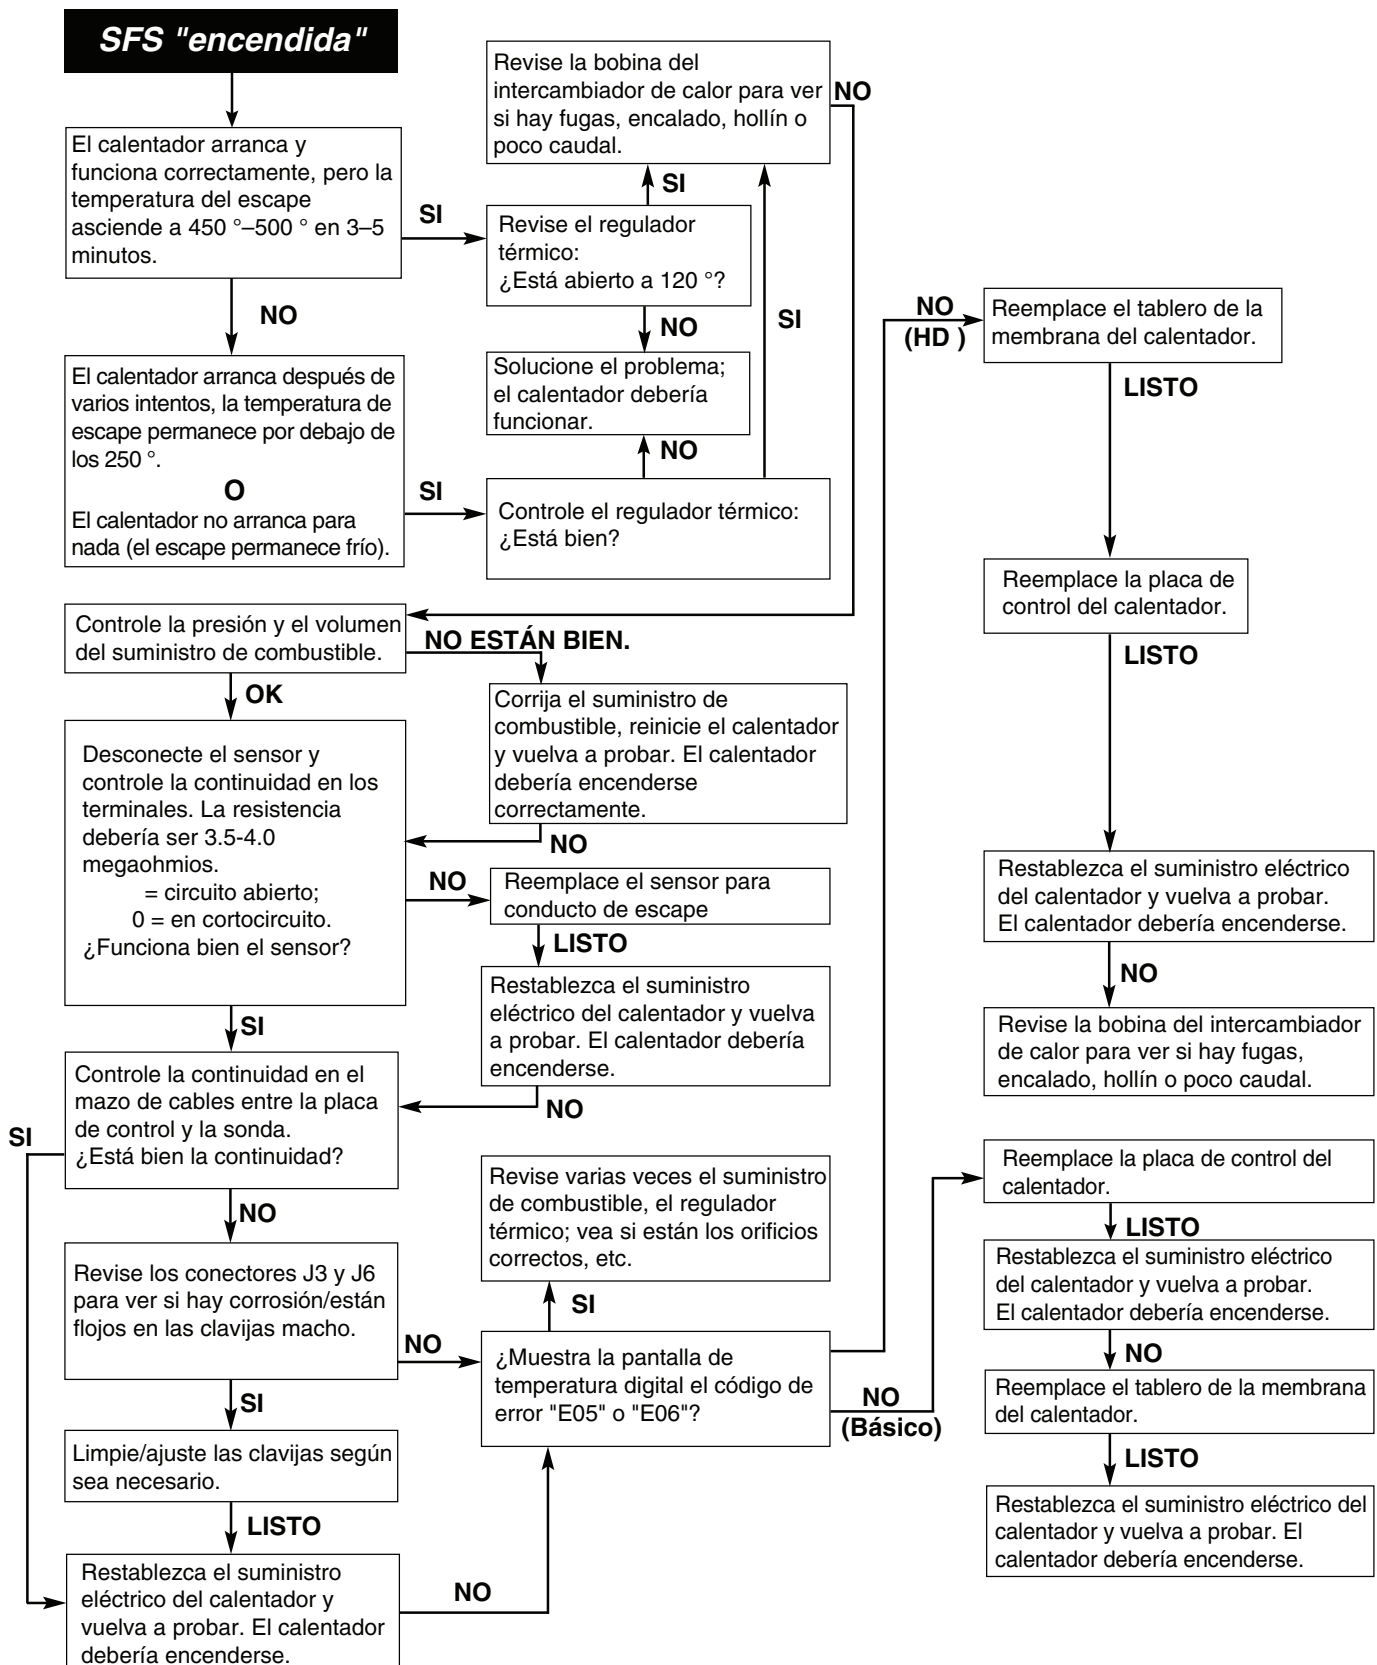 SFS "encendida"
El calentador arranca y
funciona correctamente, pero la
temperatura del escape
asciende a 450 °–500 ° en 3–5
minutos.
SI
NO
Revise la bobina del
intercambiador de calor para ver
si hay fugas, encalado, hollín o
poco caudal.
NO
SI
Revise el regulador
térmico:
¿Está abierto a 120 °?
NO
SI
Solucione el problema;
el calentador debería
funcionar.
NO
El calentador arranca después de
varios intentos, la temperatura de
escape permanece por debajo de
los 250 °.
O
El calentador no arranca para
nada (el escape permanece frío).
SI
Controle el regulador térmico:
¿Está bien?
Controle la presión y el volumen
del suministro de combustible.
NO ESTÁN BIEN.
OK
Corrija el suministro de
combustible, reinicie el calentador
y vuelva a probar. El calentador
debería encenderse
correctamente.
NO
Desconecte el sensor y
controle la continuidad en los
terminales. La resistencia
debería ser 3.5-4.0
megaohmios.
= circuito abierto;
0 = en cortocircuito.
¿Funciona bien el sensor?
NO
Reemplace el sensor para
conducto de escape
LISTO
Restablezca el suministro
eléctrico del calentador y vuelva
a probar. El calentador debería
encenderse.
NO
SI
Controle la continuidad en el
mazo de cables entre la placa
de control y la sonda.
¿Está bien la continuidad?
SI
NO
Revise los conectores J3 y J6
para ver si hay corrosión/están
flojos en las clavijas macho.
NO
SI
Limpie/ajuste las clavijas según
sea necesario.
LISTO
Restablezca el suministro
eléctrico del calentador y
vuelva a probar. El calentador
debería encenderse.
NO
Revise varias veces el suministro
de combustible, el regulador
térmico; vea si están los orificios
correctos, etc.
SI
¿Muestra la pantalla de
temperatura digital el código de
error "E05" o "E06"?
NO
(HD )
NO
(Básico)
Reemplace el tablero de la
membrana del calentador.
LISTO
Reemplace la placa de
control del calentador.
LISTO
Restablezca el suministro eléctrico
del calentador y vuelva a probar.
El calentador debería encenderse.
NO
Revise la bobina del intercambiador
de calor para ver si hay fugas,
encalado, hollín o poco caudal.
Reemplace la placa de control del
calentador.
LISTO
Restablezca el suministro eléctrico
del calentador y vuelva a probar.
El calentador debería encenderse.
NO
Reemplace el tablero de la membrana
del calentador.
LISTO
Restablezca el suministro eléctrico del
calentador y vuelva a probar. El
calentador debería encenderse.